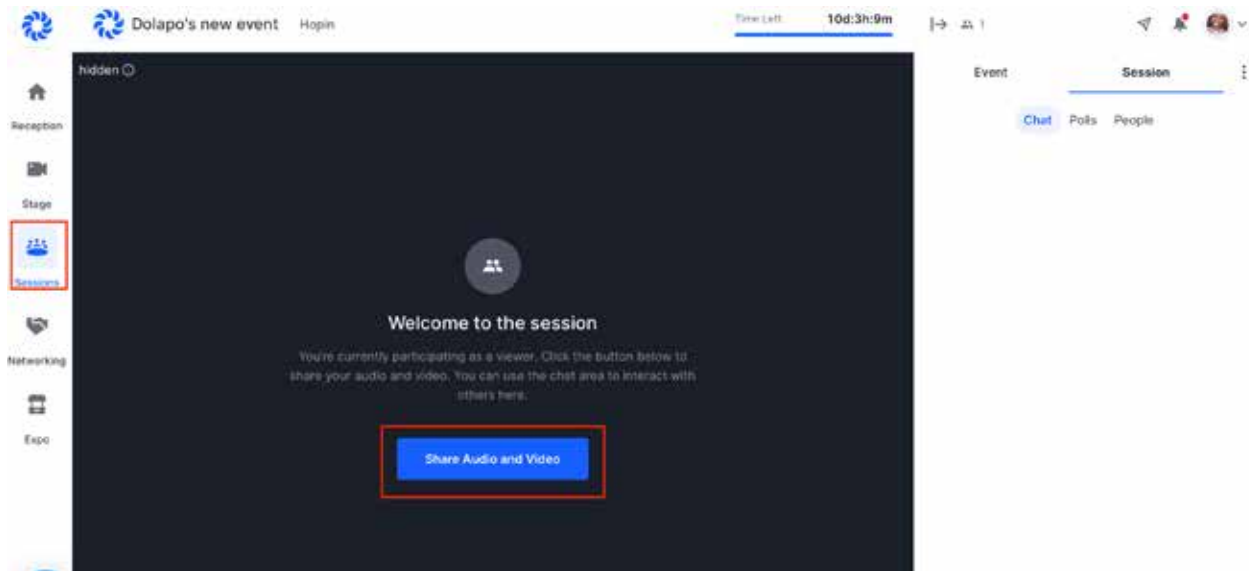 Dolapo's new event Hopin
Time Left 10d:3h:9m
1
hidden
Reception
Stage
Sessions
Networking
Expo
Welcome to the session
You're currently participating as a viewer. Click the button below to
share your audio and video. You can use the chat area to interact with
others here.
Share Audio and Video
Event Session
Chat Polls People